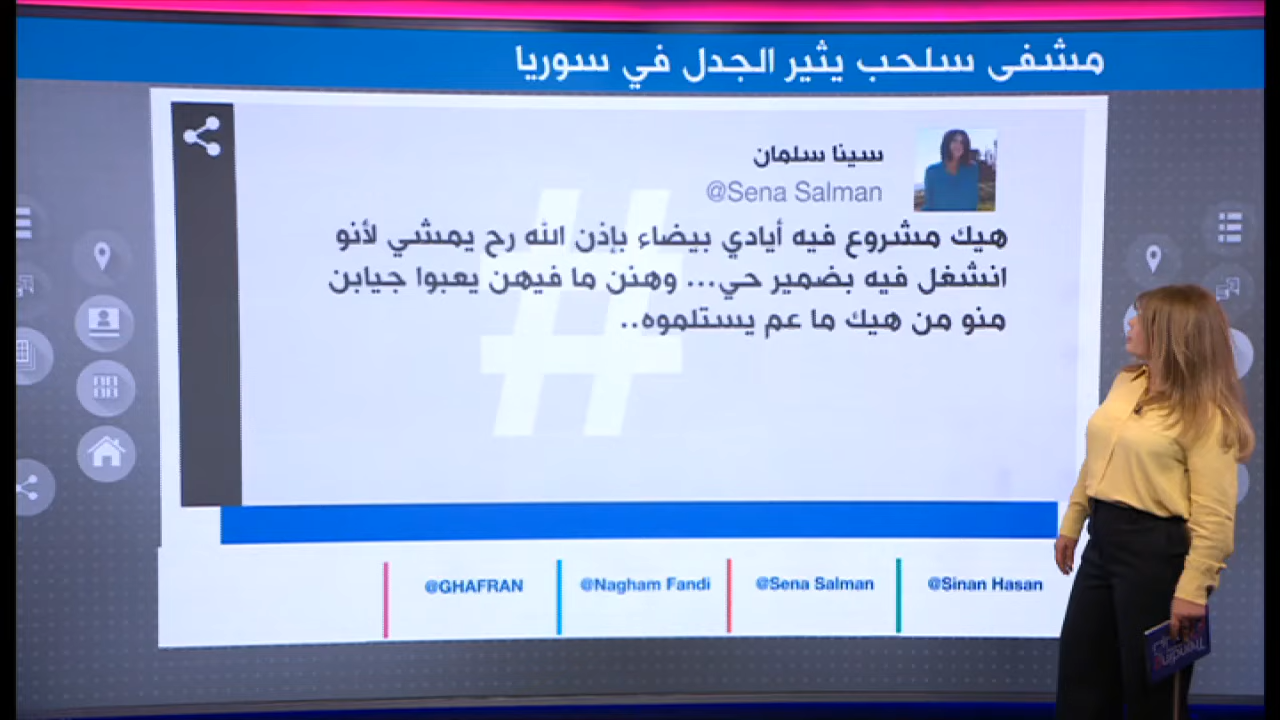 مشفى سلحب يثير الجدل في سوريا
سينا سلمان
@Sena Salman
هيك مشروع فيه أيادي بيضاء بإذن الله رح يمشي لأنو
انشغل فيه بضمير حي... وهنن ما فيهن يعبوا جيابن
منو من هيك ما عم يستلموه..
@GHAFRAN
@Nagham Fandi
@Sena Salman
@Sinan Hasan